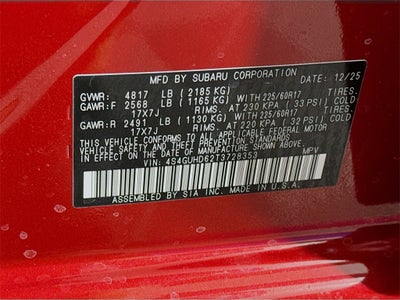 MFD BY SUBARU CORPORATION DATE: 12/25
GVWR: 4817 LB (2185 KG)
GAWR:F 2568 LB (1165 KG) WITH 225/60R17 TIRES.
17X7J RIMS. AT 230 KPA (33 PSI) COLD
GAWR:R 2491 LB (1130 KG) WITH 225/60R17 TIRES.
17X7J RIMS. AT 220 KPA (32 PSI) COLD
THIS VEHICLE CONFORMS TO ALL APPLICABLE FEDERAL MOTOR
VEHICLE SAFETY STANDARDS IN EFFECT ON THE DATE OF
MANUFACTURE SHOWN ABOVE.
VIN: 4S4GUHD62T3728353 MPV
ASSEMBLED BY SIA INC. MADE IN U.S.A.